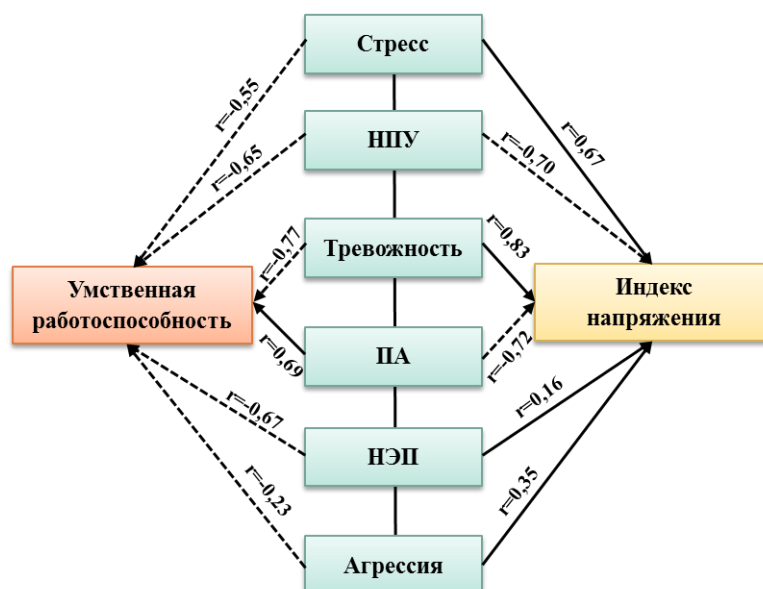 Стресс
r=-0,55
r=0,67
НПУ
r=-0,65
r=-0,70
Тревожность
r=-0,77
r=0,83
Умственная
работоспособность
Индекс
напряжения
ПА
r=0,69
r=-0,72
НЭП
r=-0,67
r=0,16
Агрессия
r=-0,23
r=0,35